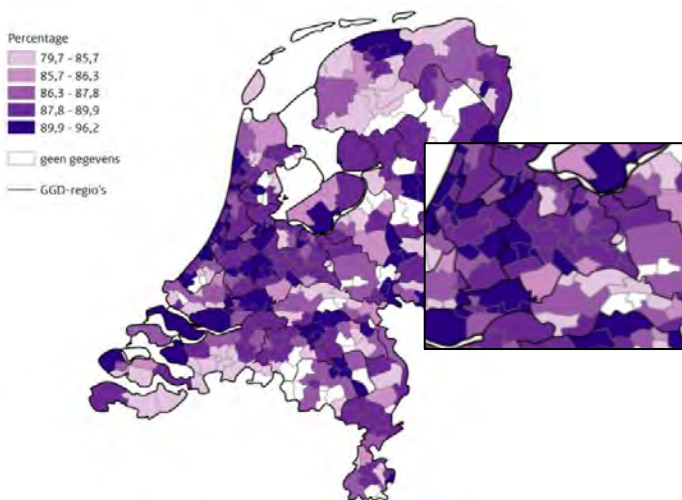 Percentage
79,7 - 85,7
85,7 - 86,3
86,3 - 87,8
87,8 - 89,9
89,9 - 96,2
geen gegevens
GGD-regio's